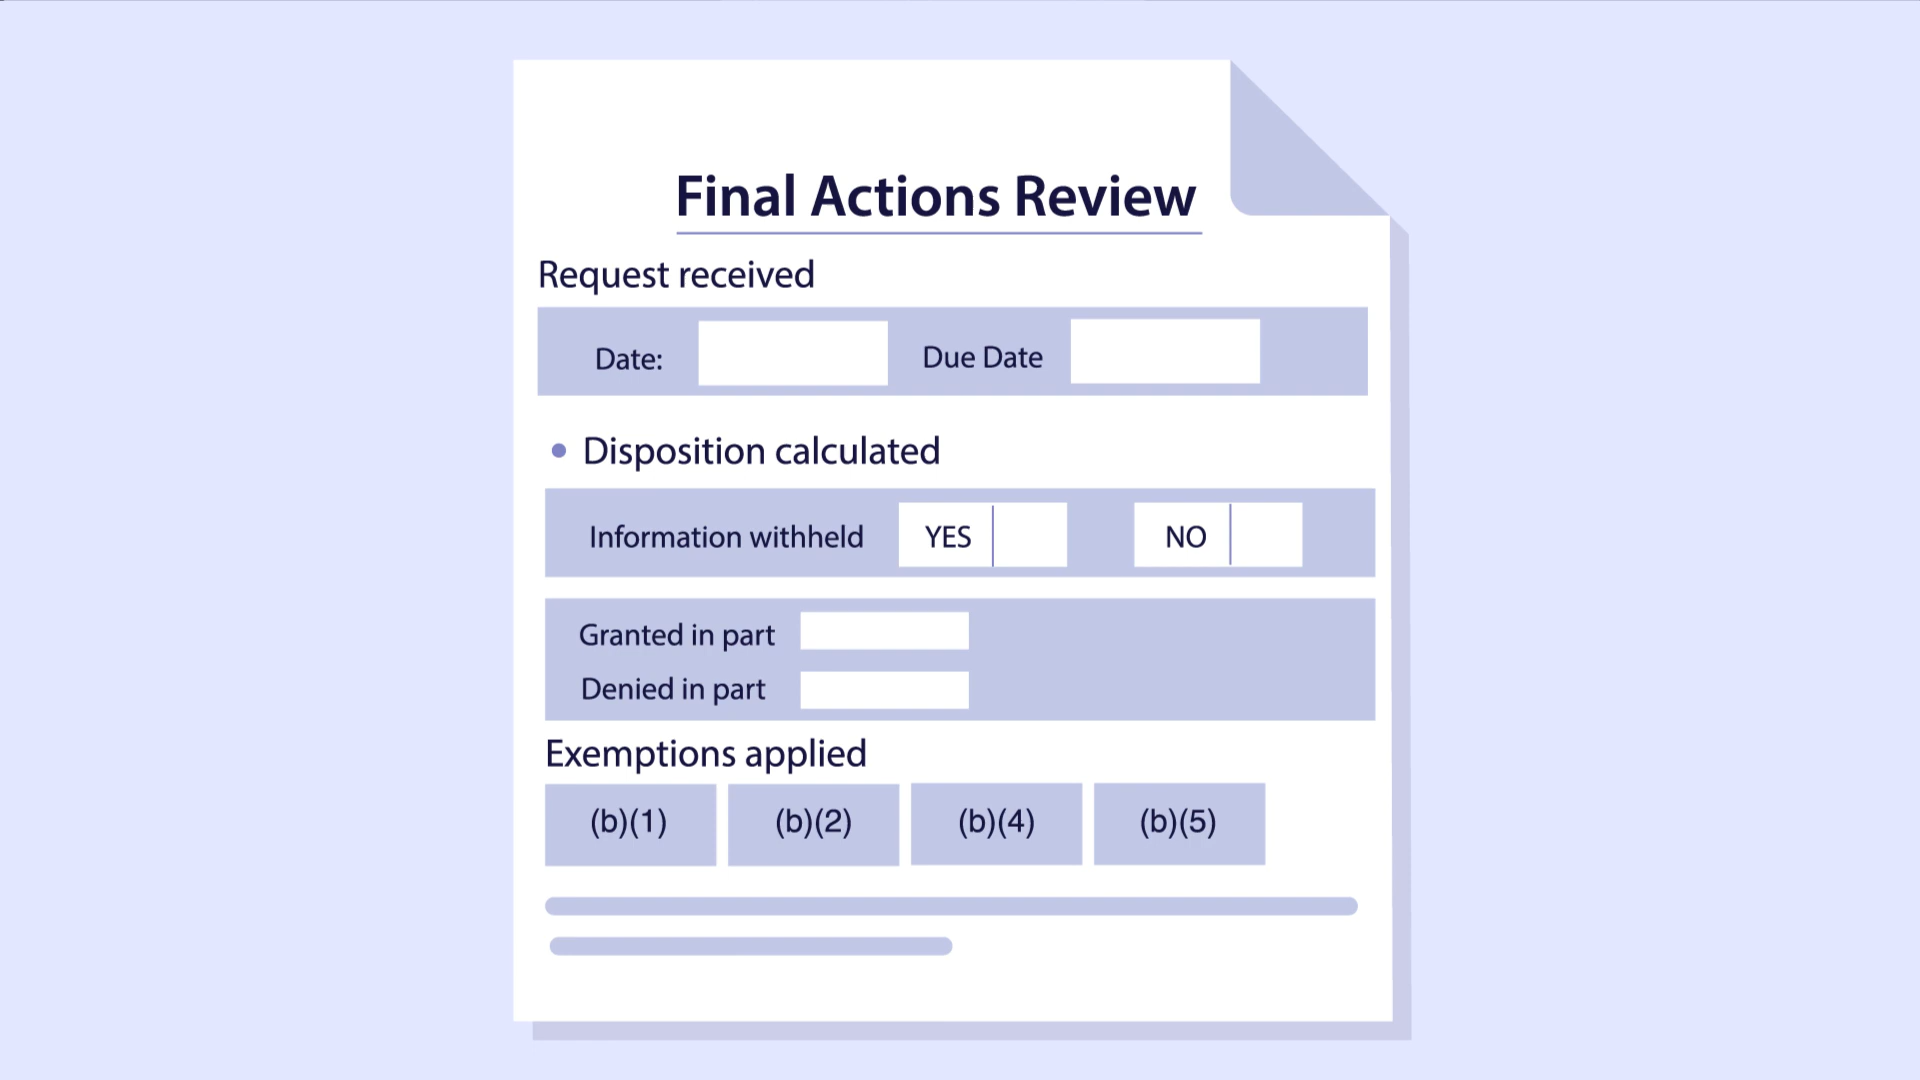 Final Actions Review
Request received
Date: Due Date
• Disposition calculated
Information withheld YES NO
Granted in part
Denied in part
Exemptions applied
(b)(1) (b)(2) (b)(4) (b)(5)